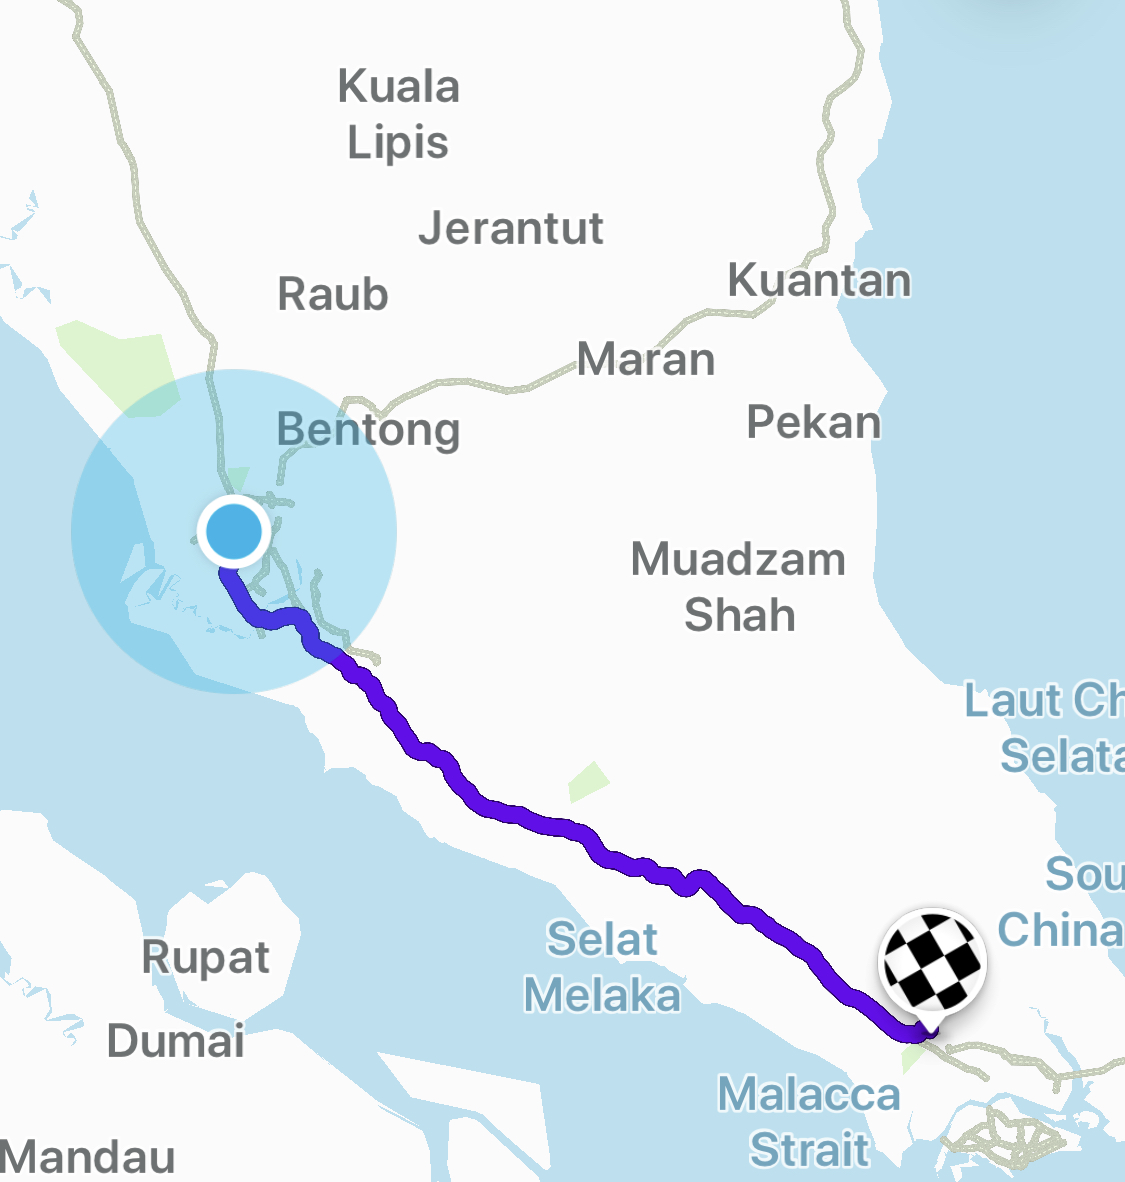 Kuala
Lipis
Jerantut
Raub
Kuantan
Maran
Bentong
Pekan
Muadzam
Shah
Laut Ch
Selata
Sou
China
Selat
Melaka
Rupat
Dumai
Malacca
Strait
Mandau